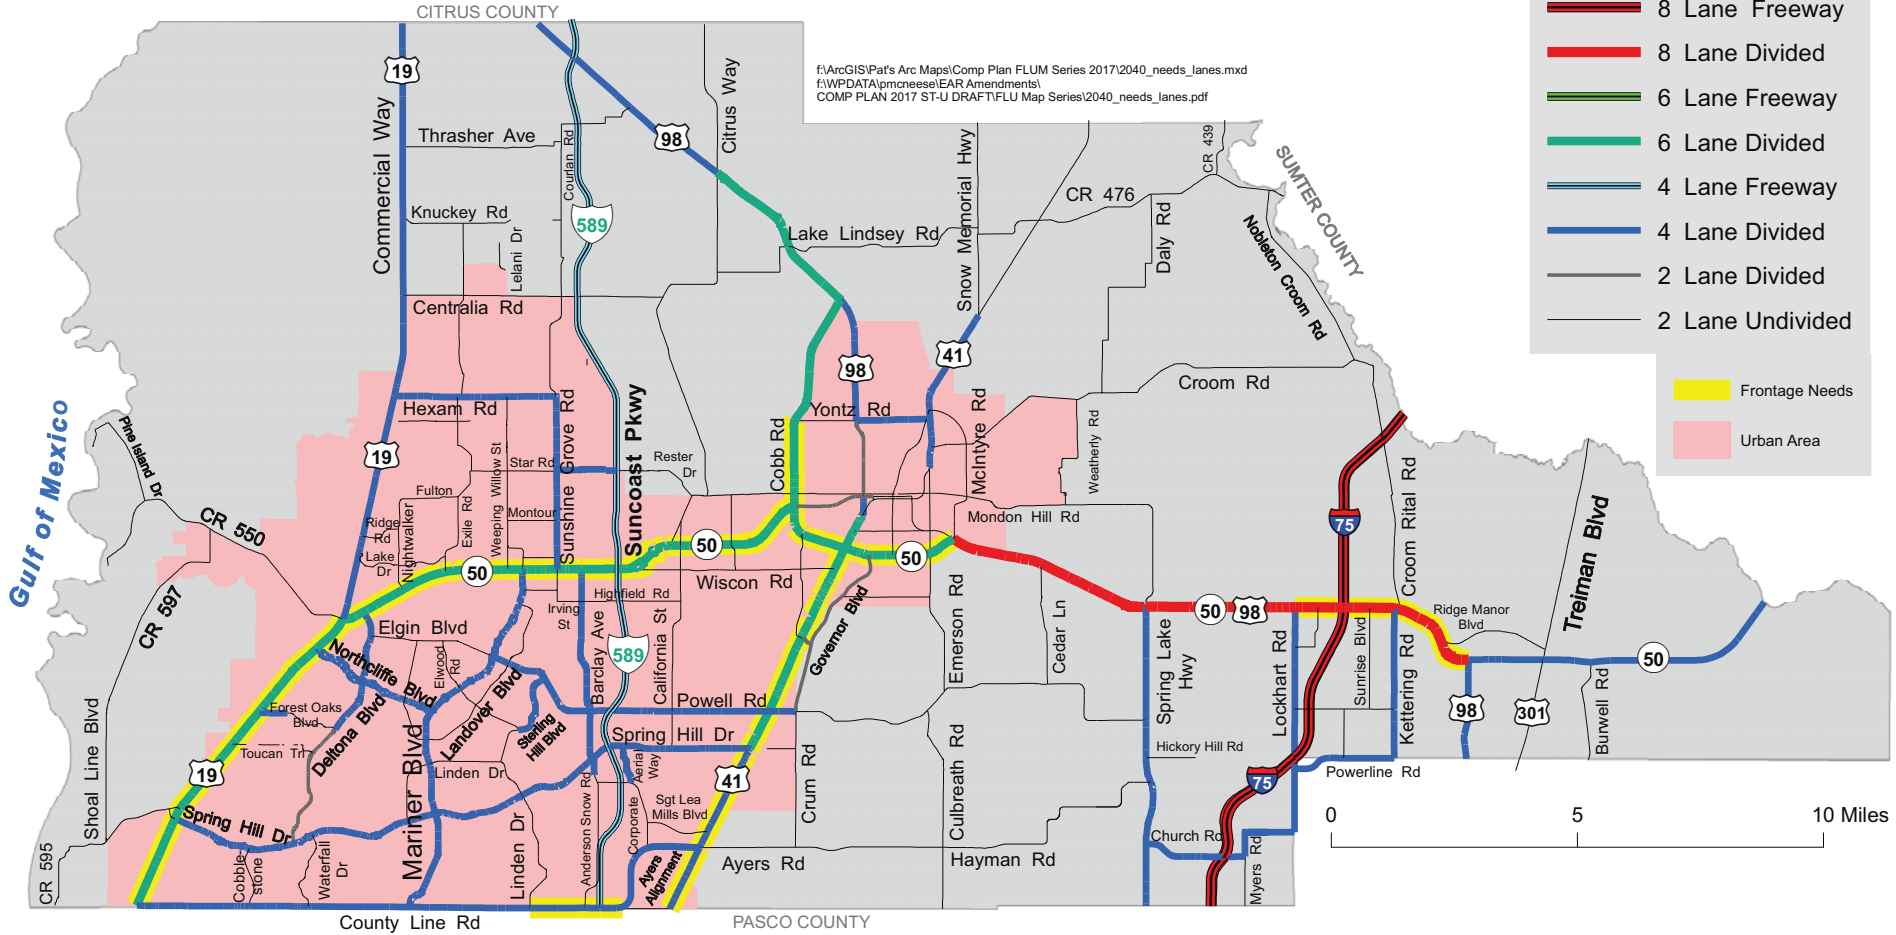 CITRUS COUNTY
8 Lane Freeway
8 Lane Divided
6 Lane Freeway
6 Lane Divided
4 Lane Freeway
4 Lane Divided
2 Lane Divided
2 Lane Undivided
Frontage Needs
Urban Area
f:\ArcGIS\Pat's Arc Maps\Comp Plan FLUM Series 2017\2040_needs_lanes.mxd
f:\WPDATA\pmcneese\EAR Amendments\
COMP PLAN 2017 ST-U DRAFT\FLU Map Series\2040_needs_lanes.pdf
19
Commercial Way
Thrasher Ave
Courlan Rd
98
Citrus Way
Snow Memorial Hwy
CR 439
SUMTER COUNTY
CR 476
Knuckey Rd
Lelani Dr
589
Lake Lindsey Rd
Daly Rd
Nobleton Croom Rd
Centralia Rd
41
98
Croom Rd
Hexam Rd
Sunshine Grove Rd
Suncoast Pkwy
Yontz Rd
Cobb Rd
McIntyre Rd
Weatherly Rd
Gulf of Mexico
Pine Island Dr
19
Star Rd
Rester
Dr
Weeping Willow St
Fulton
Exile Rd
Montour
Nightwalker
Ridge
Rd
Lake
Dr
CR 550
Mondon Hill Rd
75
Croom Rital Rd
Treiman Blvd
50
50
50
Wiscon Rd
CR 597
Highfield Rd
Irving
St
Barclay Ave
California St
Governor Blvd
Emerson Rd
Cedar Ln
50
98
Ridge Manor
Blvd
Elgin Blvd
Elwood
Rd
589
Northcliffe Blvd
Spring Lake
Hwy
Lockhart Rd
Sunrise Blvd
Kettering Rd
50
Burwell Rd
98
301
Shoal Line Blvd
Forest Oaks
Blvd
Toucan Trl
Deltona Blvd
Mariner Blvd
Landover Blvd
Sterling
Hill Blvd
Powell Rd
Spring Hill Dr
Aerial
Way
Hickory Hill Rd
75
Powerline Rd
19
Linden Dr
41
Crum Rd
Culbreath Rd
Spring Hill Dr
Sgt Lea
Mills Blvd
Anderson Snow Rd
Corporate
0 5 10 Miles
CR 595
Cobble-
stone
Waterfall
Dr
Linden Dr
Ayers
Alignment
Ayers Rd
Hayman Rd
Church Rd
Myers Rd
County Line Rd
PASCO COUNTY